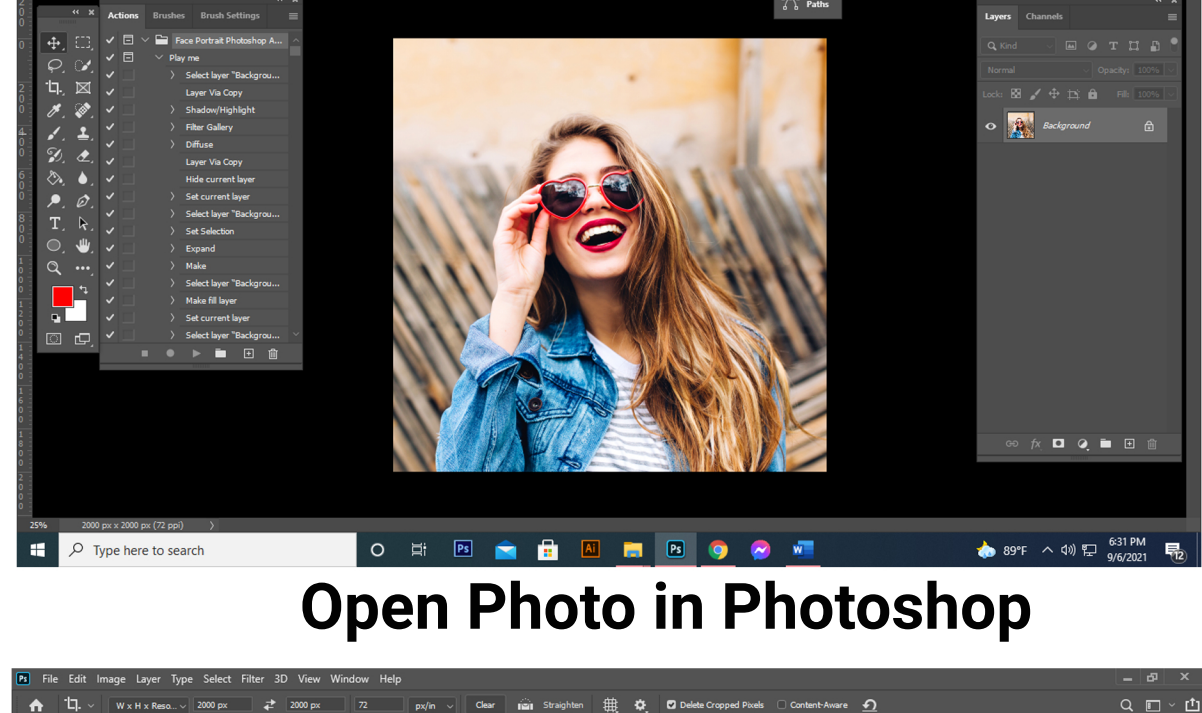 Actions Brushes Brush Settings
Paths
Layers Channels
Face Portrait Photoshop A...
Play me
Select layer "Backgrou...
Layer Via Copy
Shadow/Highlight
Filter Gallery
Diffuse
Layer Via Copy
Hide current layer
Set current layer
Select layer "Backgrou...
Set Selection
Expand
Make
Select layer "Backgrou...
Make fill layer
Set current layer
Select layer "Backgrou...
Kind
Normal Opacity: 100%
Lock: Fill: 100%
Background
25% 2000 px x 2000 px (72 ppi)
Type here to search
Ps Ai Ps W
89°F 6:31 PM
9/6/2021 12
Open Photo in Photoshop
Ps File Edit Image Layer Type Select Filter 3D View Window Help
W x H x Reso... 2000 px 2000 px 72 px/in Clear Straighten Delete Cropped Pixels Content-Aware